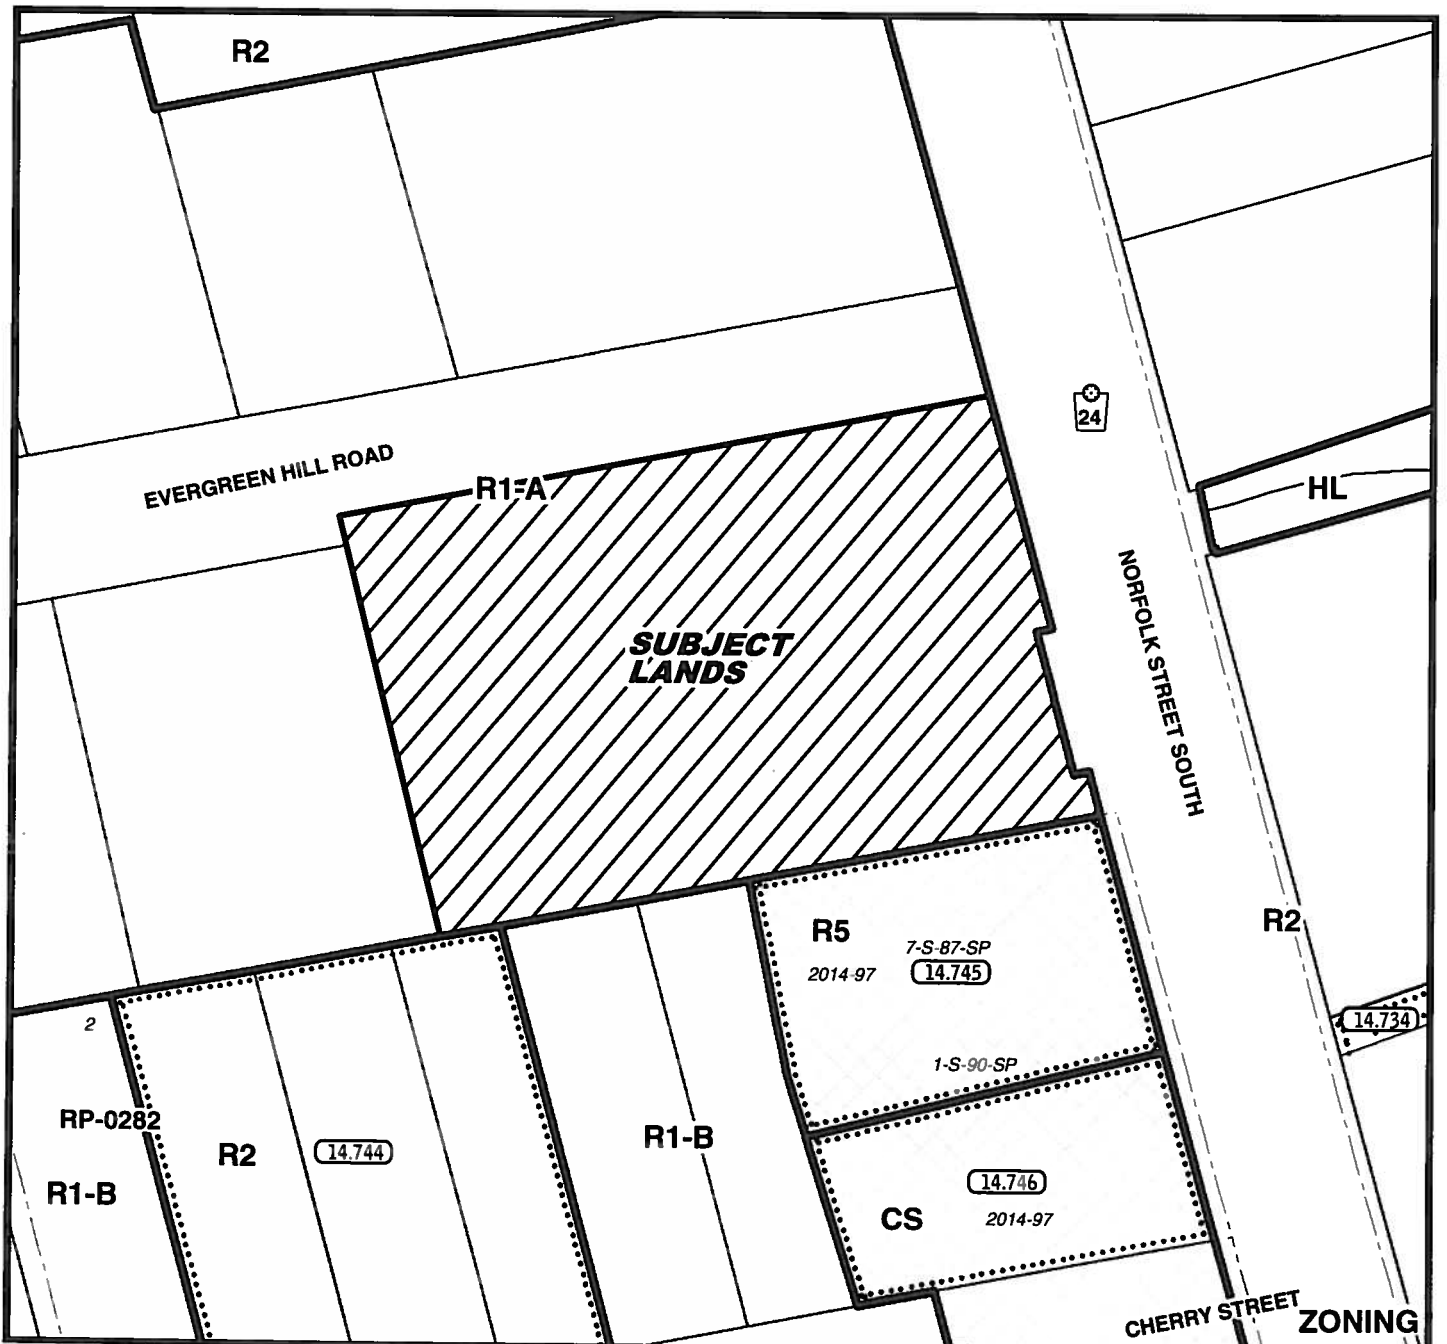 R2
24
EVERGREEN HILL ROAD
R1-A
HL
NORFOLK STREET SOUTH
SUBJECT
LANDS
R5
7-S-87-SP
2014-97
14.745
R2
14.734
2
1-S-90-SP
RP-0282
R2
14.744
R1-B
R1-B
14.746
CS
2014-97
CHERRY STREET
ZONING